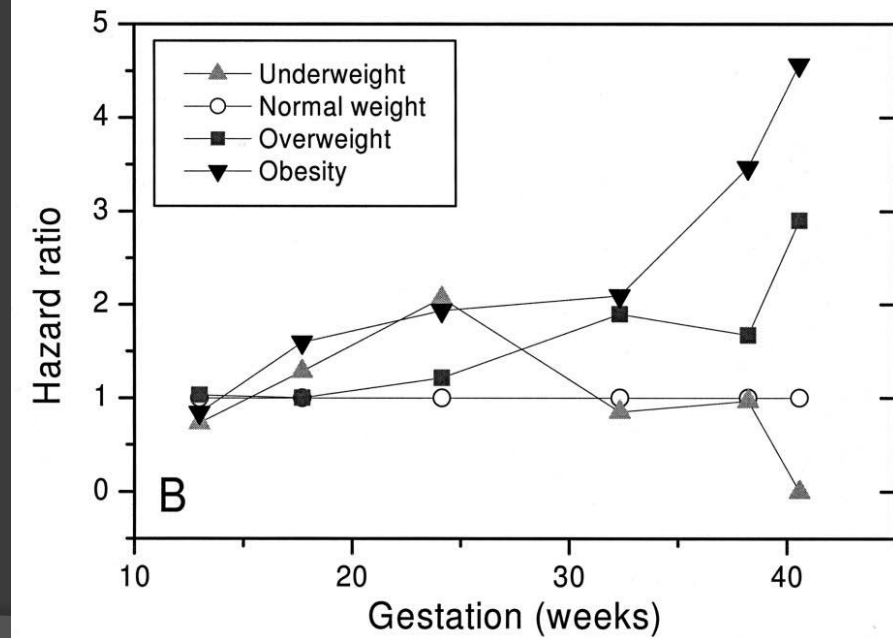 5
4
3
2
1
0
Hazard ratio
Underweight
Normal weight
Overweight
Obesity
B
10
20
30
40
Gestation (weeks)